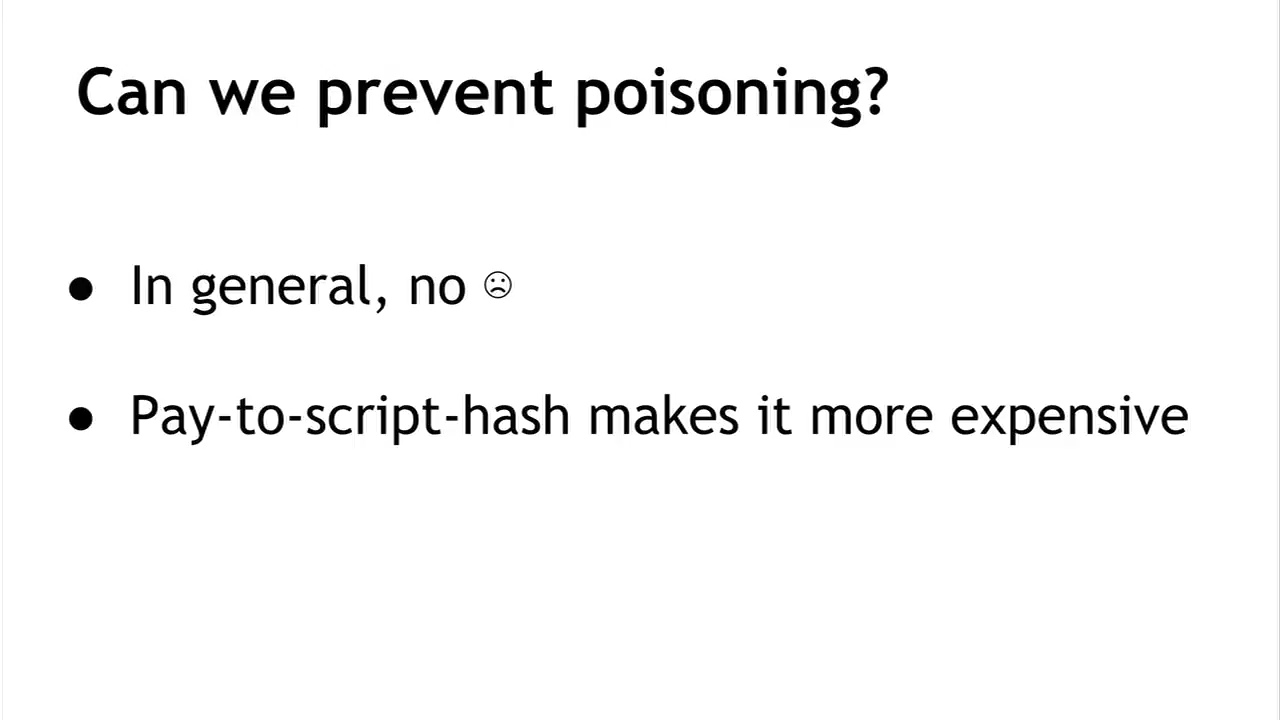 Can we prevent poisoning?
● In general, no ☹
● Pay-to-script-hash makes it more expensive